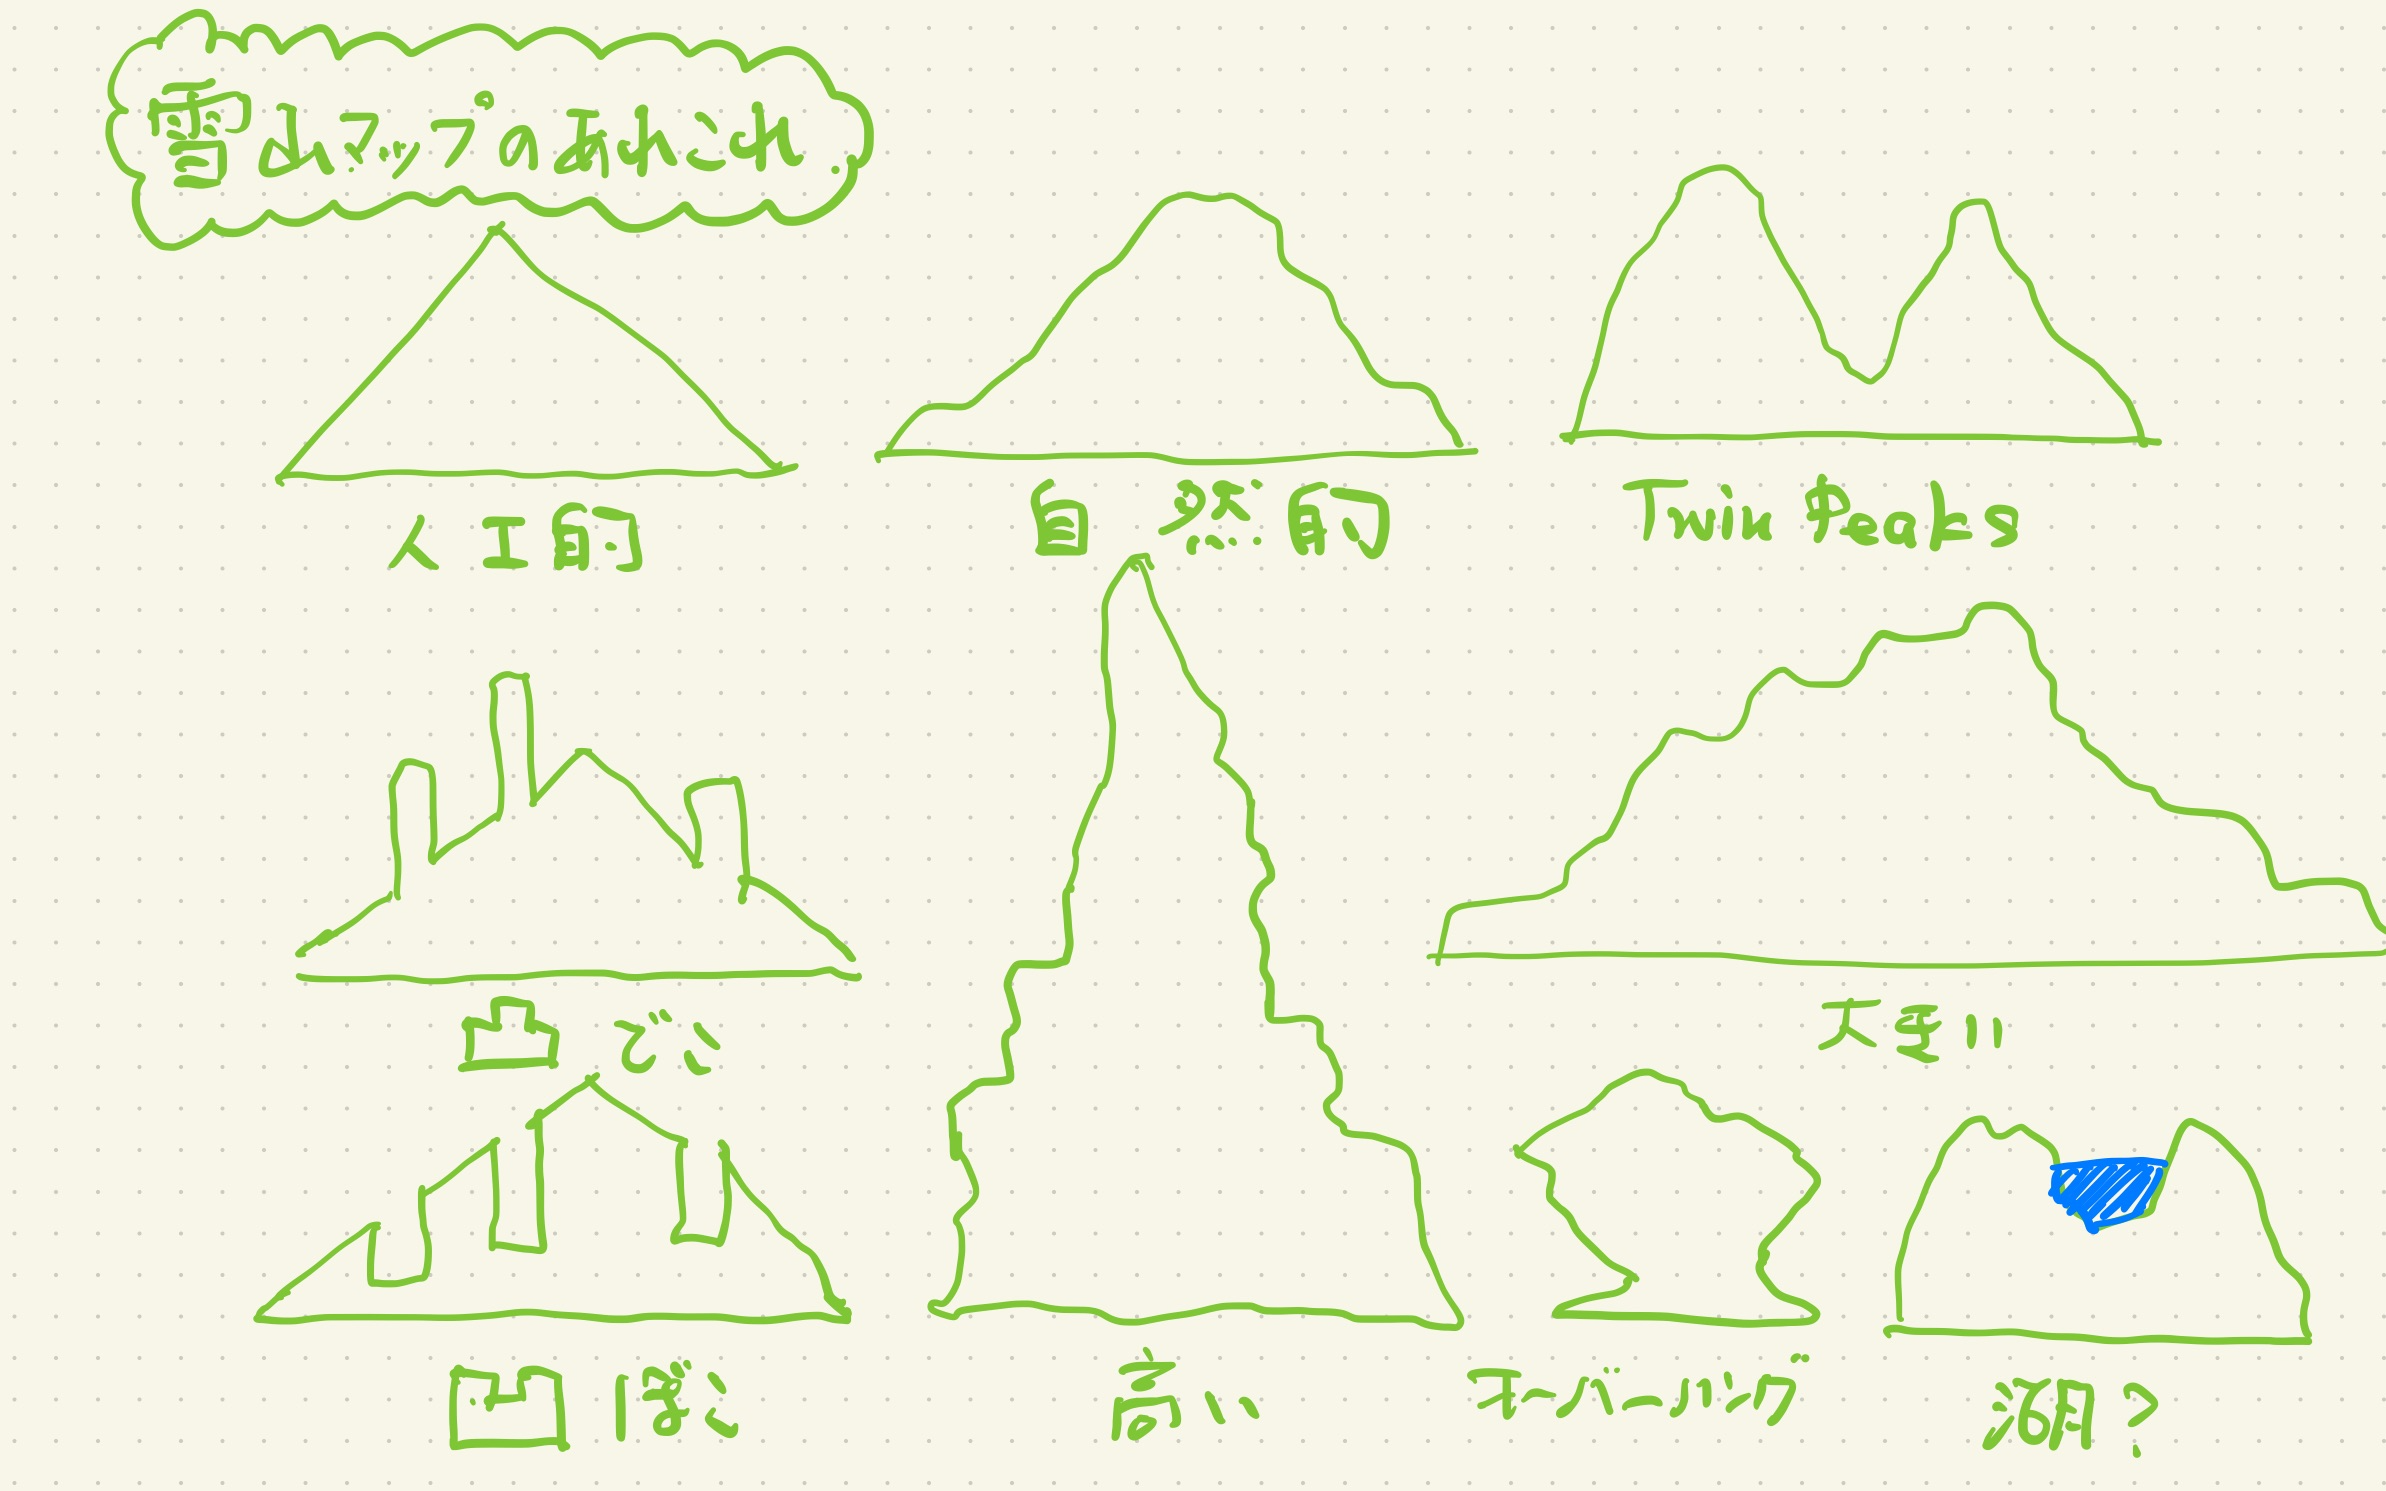 雪山マップのあれこれ.
人工的
自然的
Twin Peaks
凸でこ
大きい
凹ぼこ
高い
オーバーハング
湖?